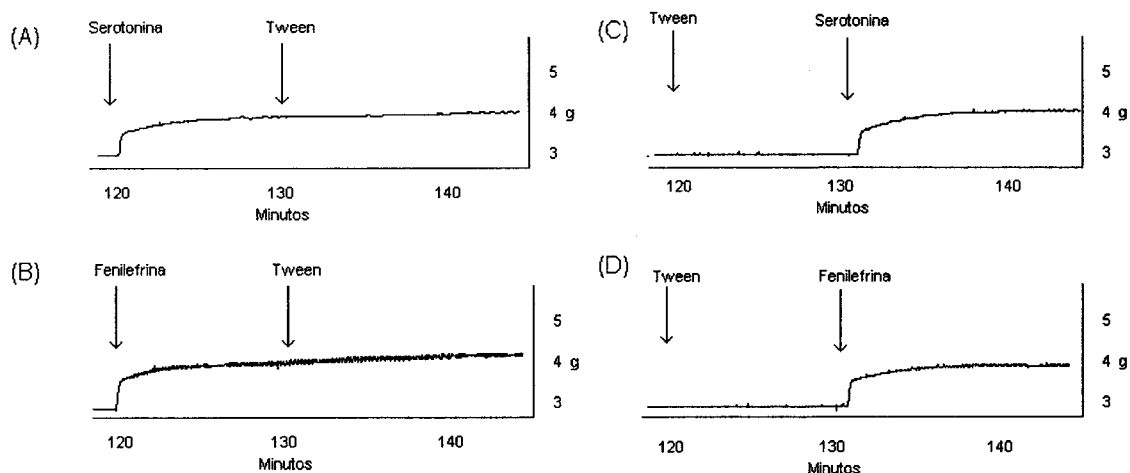 (A)
Serotonina Tween
5
4 g
3
120 130 140
Minutos
(C)
Tween Serotonina
5
4 g
3
120 130 140
Minutos
(B)
Fenilefrina Tween
5
4 g
3
120 130 140
Minutos
(D)
Tween Fenilefrina
5
4 g
3
120 130 140
Minutos